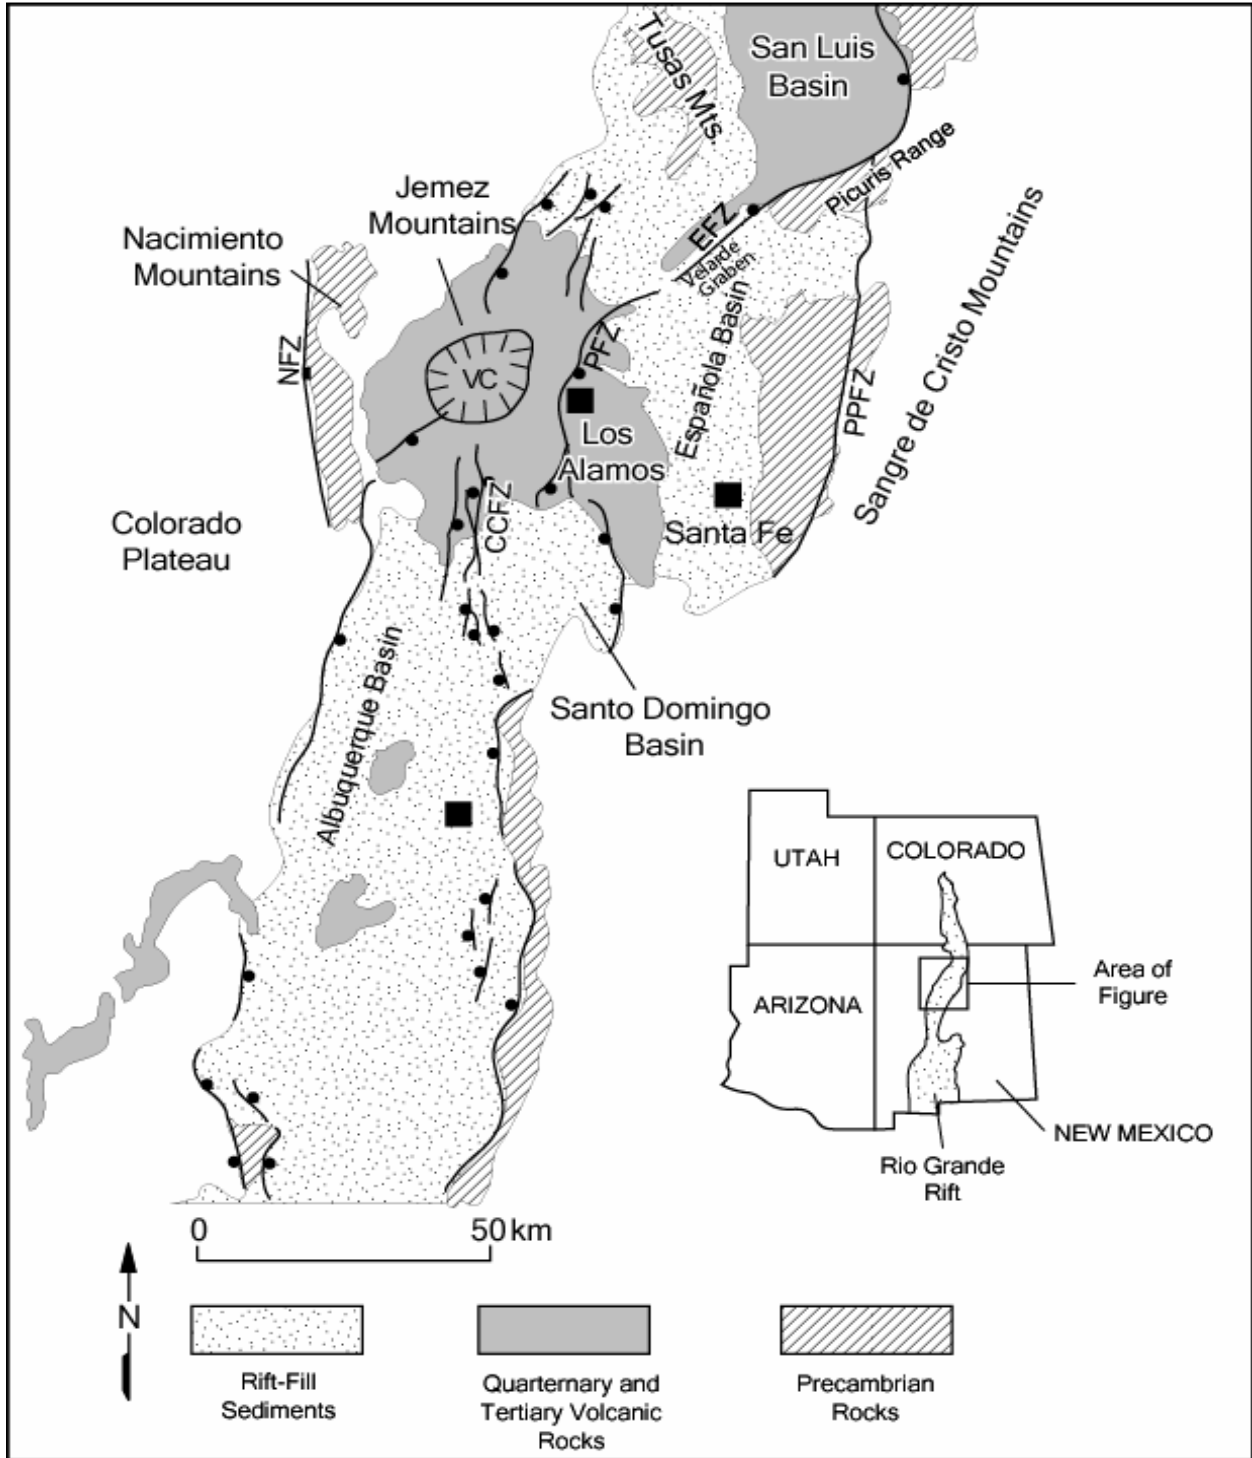 Tusas Mts.
San Luis
Basin
Picuris Range
Jemez
Mountains
Nacimiento
Mountains
EFZ
Velarde
Graben
Sangre de Cristo Mountains
NFZ
VC
PFZ
Española Basin
PPFZ
Los
Alamos
Colorado
Plateau
CCFZ
Santa Fe
Albuquerque Basin
Santo Domingo
Basin
UTAH
COLORADO
ARIZONA
Area of
Figure
NEW MEXICO
Rio Grande
Rift
0
50 km
N
Rift-Fill
Sediments
Quarternary and
Tertiary Volcanic
Rocks
Precambrian
Rocks